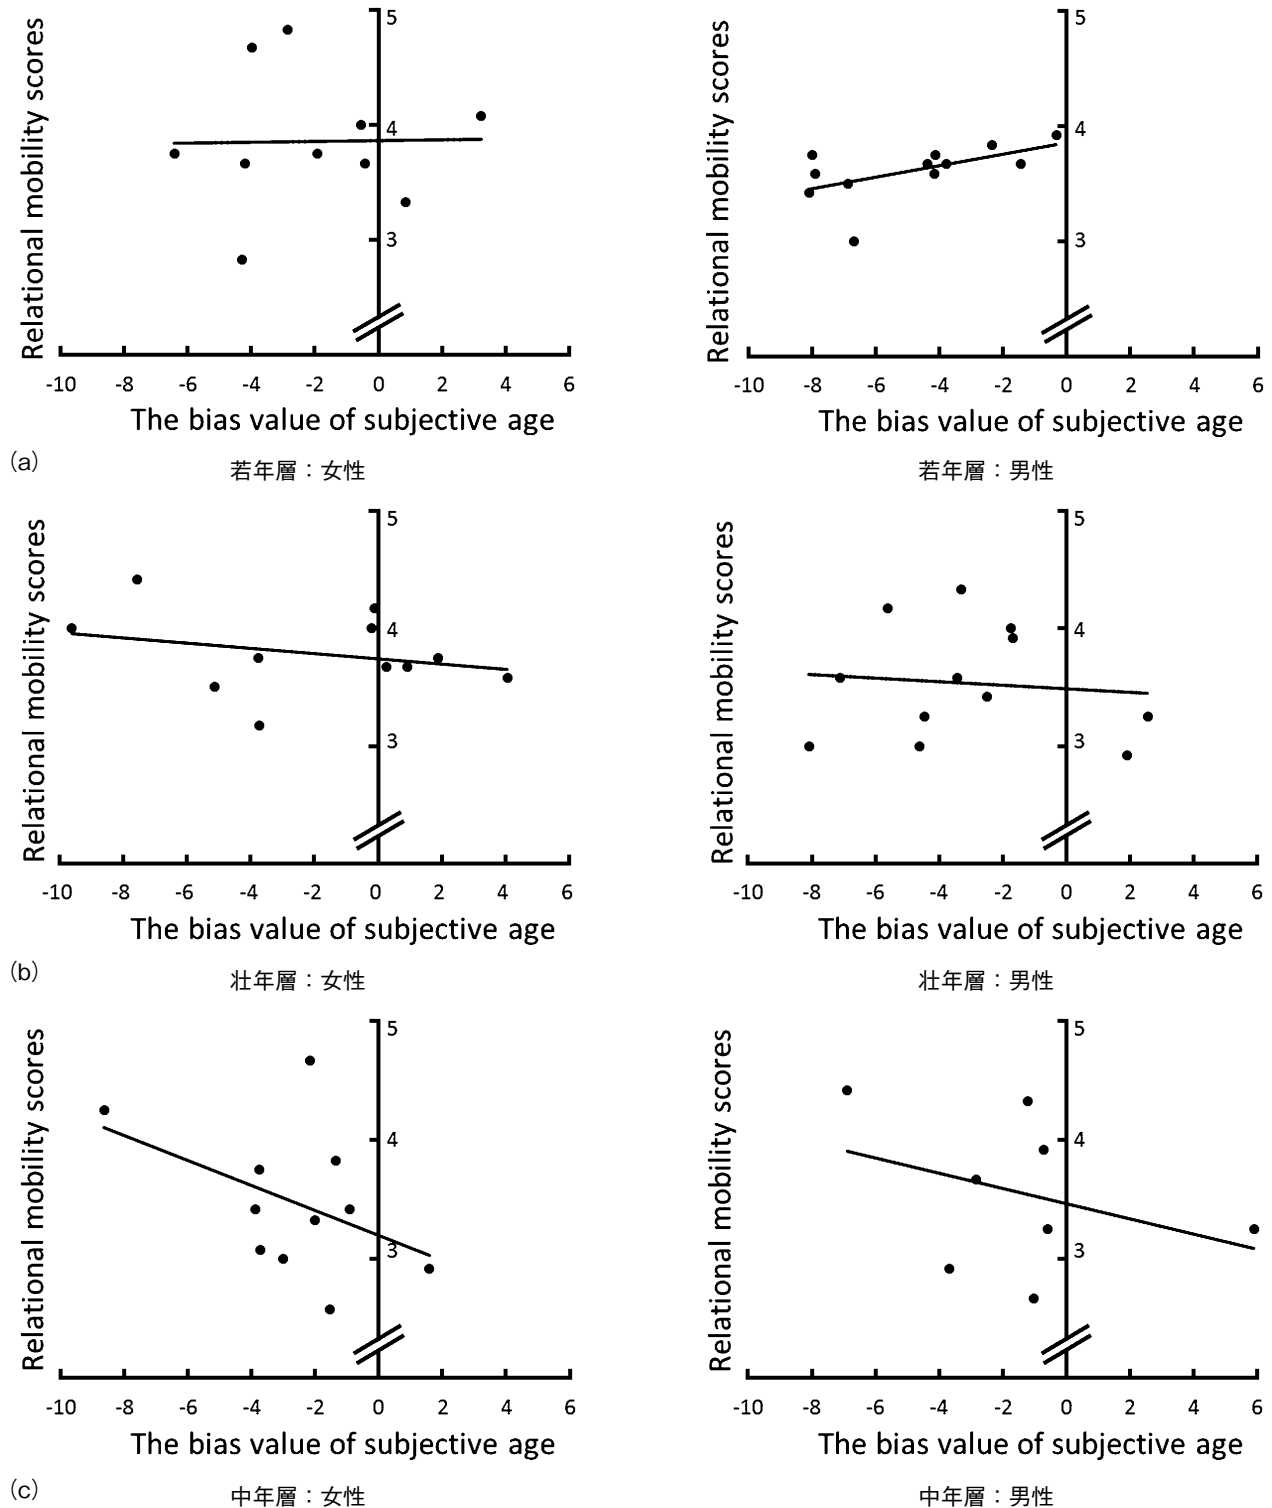 Relational mobility scores
5
4
3
-10 -8 -6 -4 -2 0 2 4 6
The bias value of subjective age
Relational mobility scores
5
4
3
-10 -8 -6 -4 -2 0 2 4 6
The bias value of subjective age
(a)
若年層：女性
若年層：男性
Relational mobility scores
5
4
3
-10 -8 -6 -4 -2 0 2 4 6
The bias value of subjective age
Relational mobility scores
5
4
3
-10 -8 -6 -4 -2 0 2 4 6
The bias value of subjective age
(b)
壮年層：女性
壮年層：男性
Relational mobility scores
5
4
3
-10 -8 -6 -4 -2 0 2 4 6
The bias value of subjective age
Relational mobility scores
5
4
3
-10 -8 -6 -4 -2 0 2 4 6
The bias value of subjective age
(c)
中年層：女性
中年層：男性